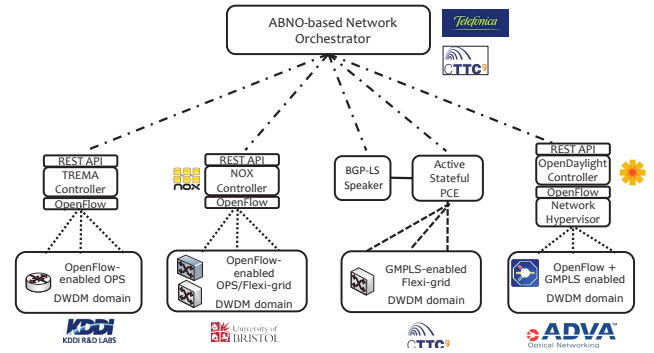 ABNO-based Network
Orchestrator
Telefónica
CTTC
REST API
TREMA
Controller
OpenFlow
nox
REST API
NOX
Controller
OpenFlow
BGP-LS
Speaker
Active
Stateful
PCE
REST API
OpenDaylight
Controller
OpenFlow
Network
Hypervisor
OpenFlow-
enabled OPS
DWDM domain
OpenFlow-
enabled
OPS/Flexi-grid
DWDM domain
GMPLS-enabled
Flexi-grid
DWDM domain
OpenFlow +
GMPLS enabled
DWDM domain
KDDI
KDDI R&D LABS
University of
BRISTOL
CTTC
ADVA
Optical Networking